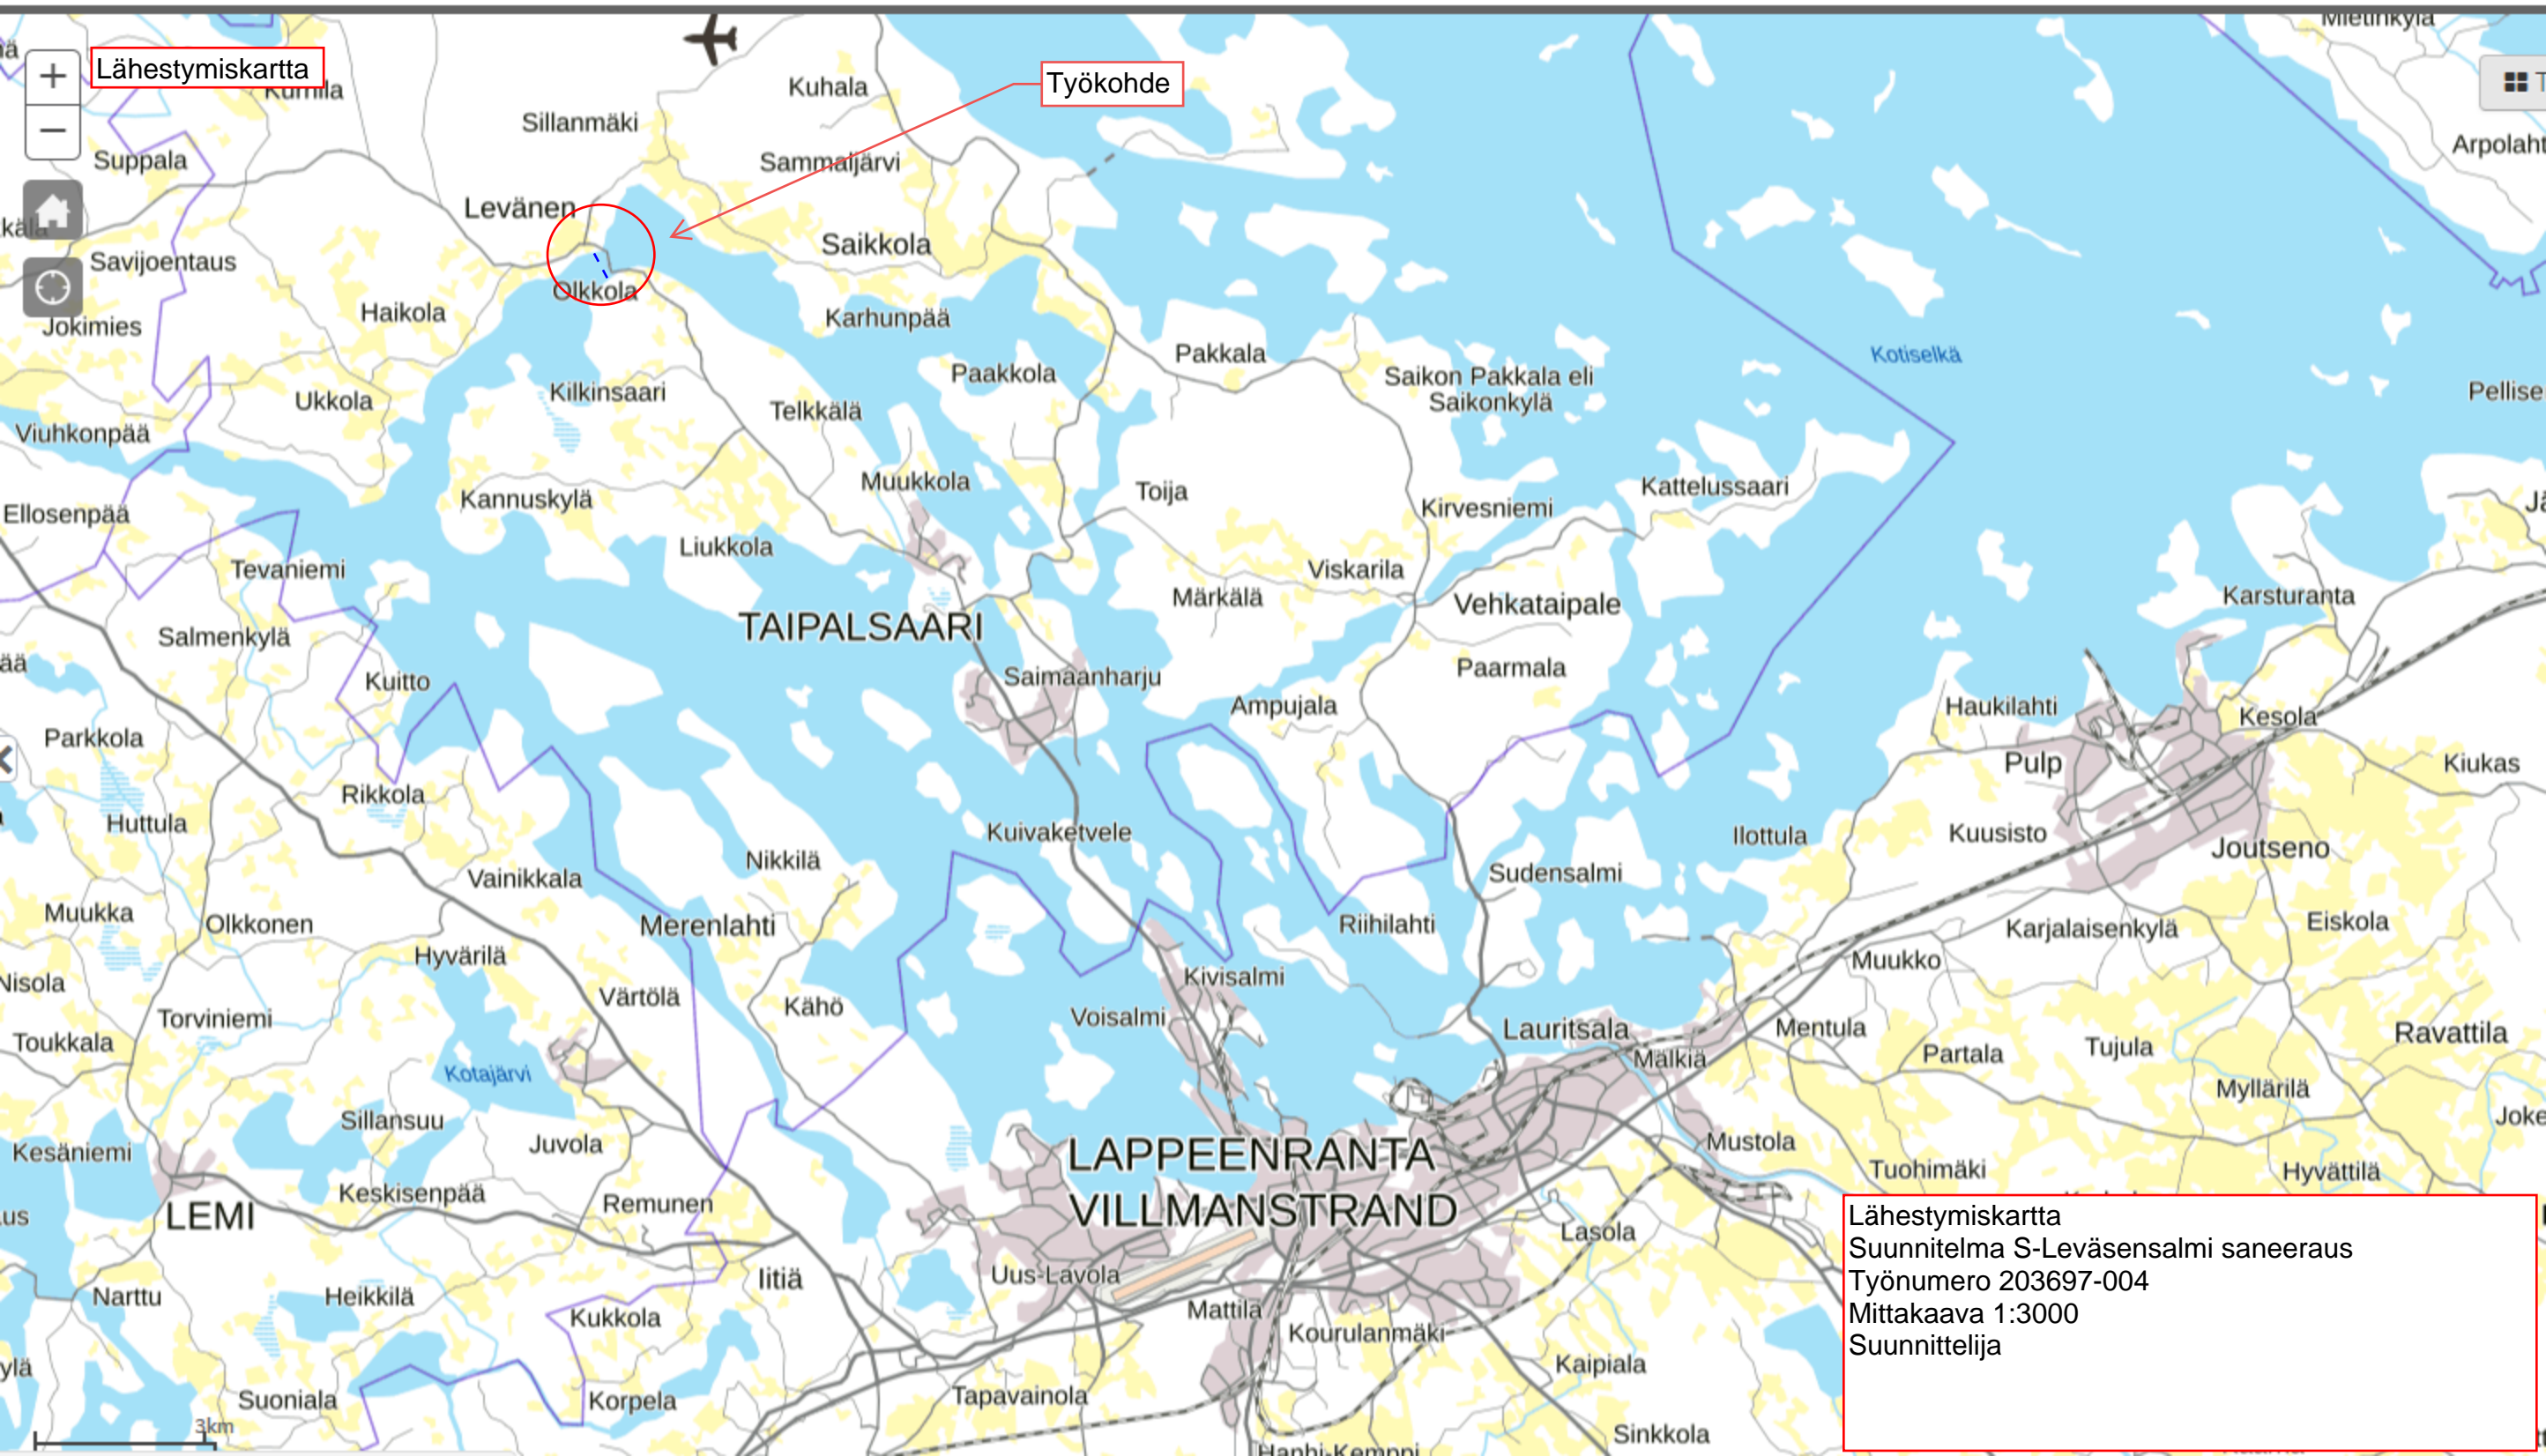 Mietinkylä
Lähestymiskartta
Työkohde
Kurhila
Kuhala
Sillanmäki
Suppala
Sammaljärvi
Arpolaht
Levänen
Saikkola
Savijoentaus
Olkkola
Haikola
Karhunpää
Jokimies
Pakkala
Kotiselkä
Paakkola
Saikon Pakkala eli
Saikonkylä
Kilkinsaari
Ukkola
Telkkälä
Pellise
Viuhkonpää
Muukkola
Toija
Kattelussaari
Kannuskylä
Kirvesniemi
Ellosenpää
Liukkola
Tevaniemi
Viskarila
Märkälä
Vehkataipale
Karsturanta
TAIPALSAARI
Salmenkylä
Paarmala
Saimaanharju
Kuitto
Ampujala
Haukilahti
Kesola
Parkkola
Pulp
Kiukas
Rikkola
Huttula
Kuivaketvele
Ilottula
Kuusisto
Joutseno
Nikkilä
Vainikkala
Sudensalmi
Muukka
Olkkonen
Merenlahti
Riihilahti
Karjalaisenkylä
Eiskola
Hyvärilä
Muukko
Nisola
Kivisalmi
Värtölä
Kähö
Voisalmi
Torviniemi
Lauritsala
Mentula
Ravattila
Toukkala
Mälkiä
Partala
Tujula
Kotajärvi
Myllärilä
Sillansuu
Joke
Juvola
Mustola
Kesäniemi
LAPPEENRANTA
VILLMANSTRAND
Tuohimäki
Hyvättilä
Keskisenpää
Remunen
LEMI
Lasola
Iitiä
Uus-Lavola
Narttu
Heikkilä
Mattila
Kukkola
Kourulanmäki
Kaipiala
Suoniala
Korpela
Tapavainola
3km
Sinkkola
Hanhi-Kemppi
Lähestymiskartta
Suunnitelma S-Leväsensalmi saneeraus
Työnumero 203697-004
Mittakaava 1:3000
Suunnittelija